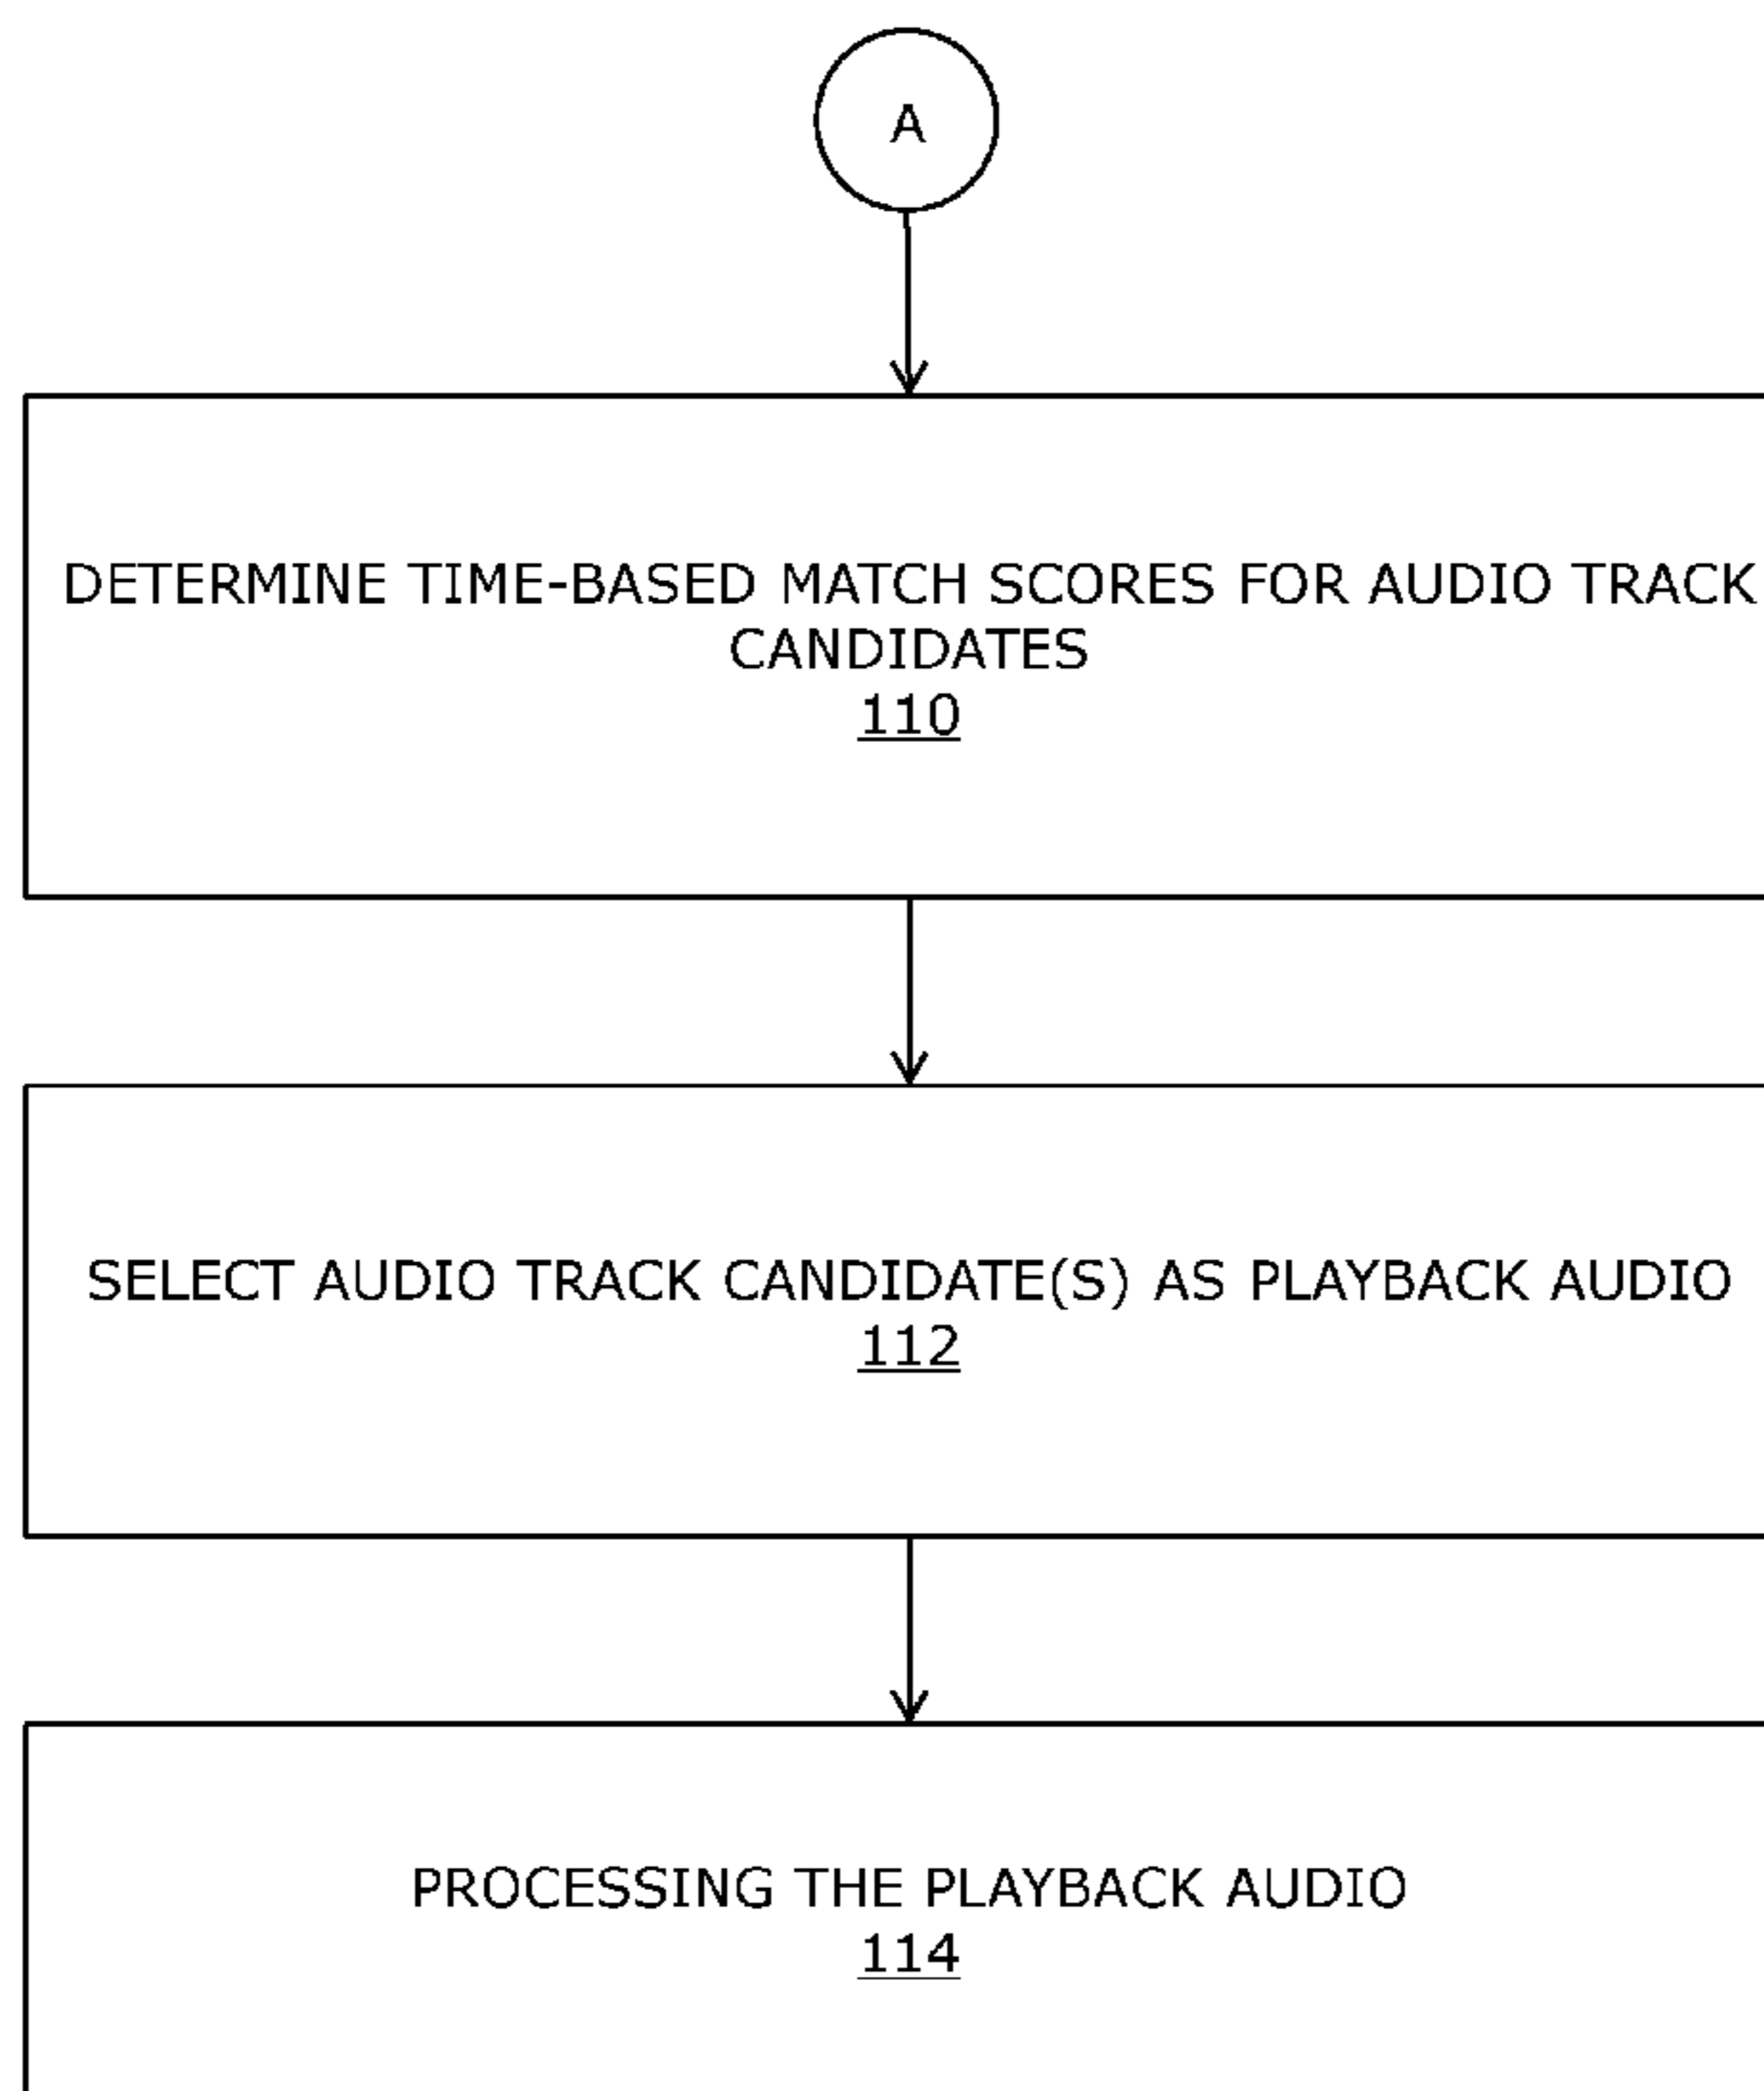 A
DETERMINE TIME-BASED MATCH SCORES FOR AUDIO TRACK
CANDIDATES
110
SELECT AUDIO TRACK CANDIDATE(S) AS PLAYBACK AUDIO
112
PROCESSING THE PLAYBACK AUDIO
114